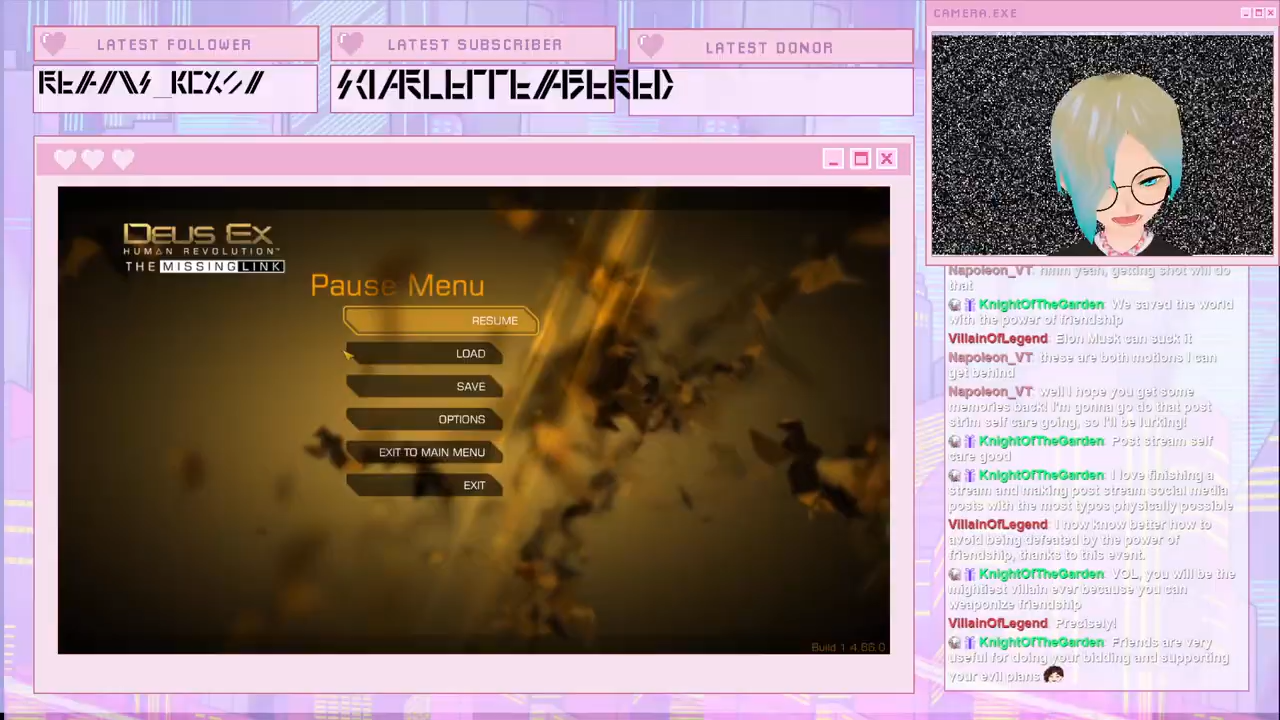 LATEST FOLLOWER
LATEST SUBSCRIBER
LATEST DONOR
CAMERA.EXE
DEUS EX
HUMAN REVOLUTION™
THE MISSING LINK
Pause Menu
RESUME
LOAD
SAVE
OPTIONS
EXIT TO MAIN MENU
EXIT
Build 1.4.66.0
Napoleon_VT: hmm yeah, getting shot will do
that
KnightOfTheGarden: We saved the world
with the power of friendship
VillainOfLegend: Elon Musk can suck it
Napoleon_VT: these are both motions I can
get behind
Napoleon_VT: well I hope you get some
memories back! I'm gonna go do that post
strim self care going, so I'll be lurking!
KnightOfTheGarden: Post stream self
care good
KnightOfTheGarden: I love finishing a
stream and making post stream social media
posts with the most typos physically possible
VillainOfLegend: I now know better how to
avoid being defeated by the power of
friendship, thanks to this event.
KnightOfTheGarden: VOL, you will be the
mightiest villain ever because you can
weaponize friendship
VillainOfLegend: Precisely!
KnightOfTheGarden: Friends are very
useful for doing your bidding and supporting
your evil plans